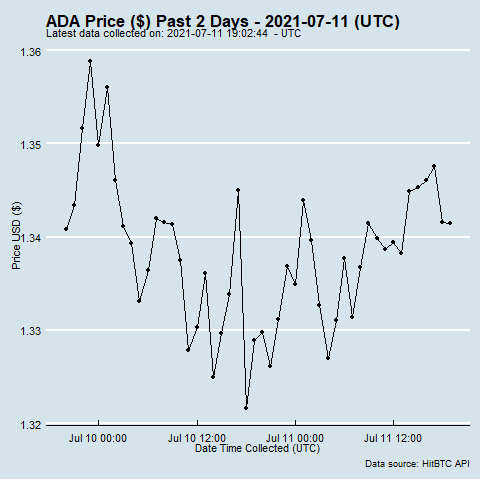 ADA Price ($) Past 2 Days - 2021-07-11 (UTC)
Latest data collected on: 2021-07-11 19:02:44 - UTC
1.36
1.35
1.34
1.33
1.32
Price USD ($)
Jul 10 00:00
Jul 10 12:00
Jul 11 00:00
Jul 11 12:00
Date Time Collected (UTC)
Data source: HitBTC API